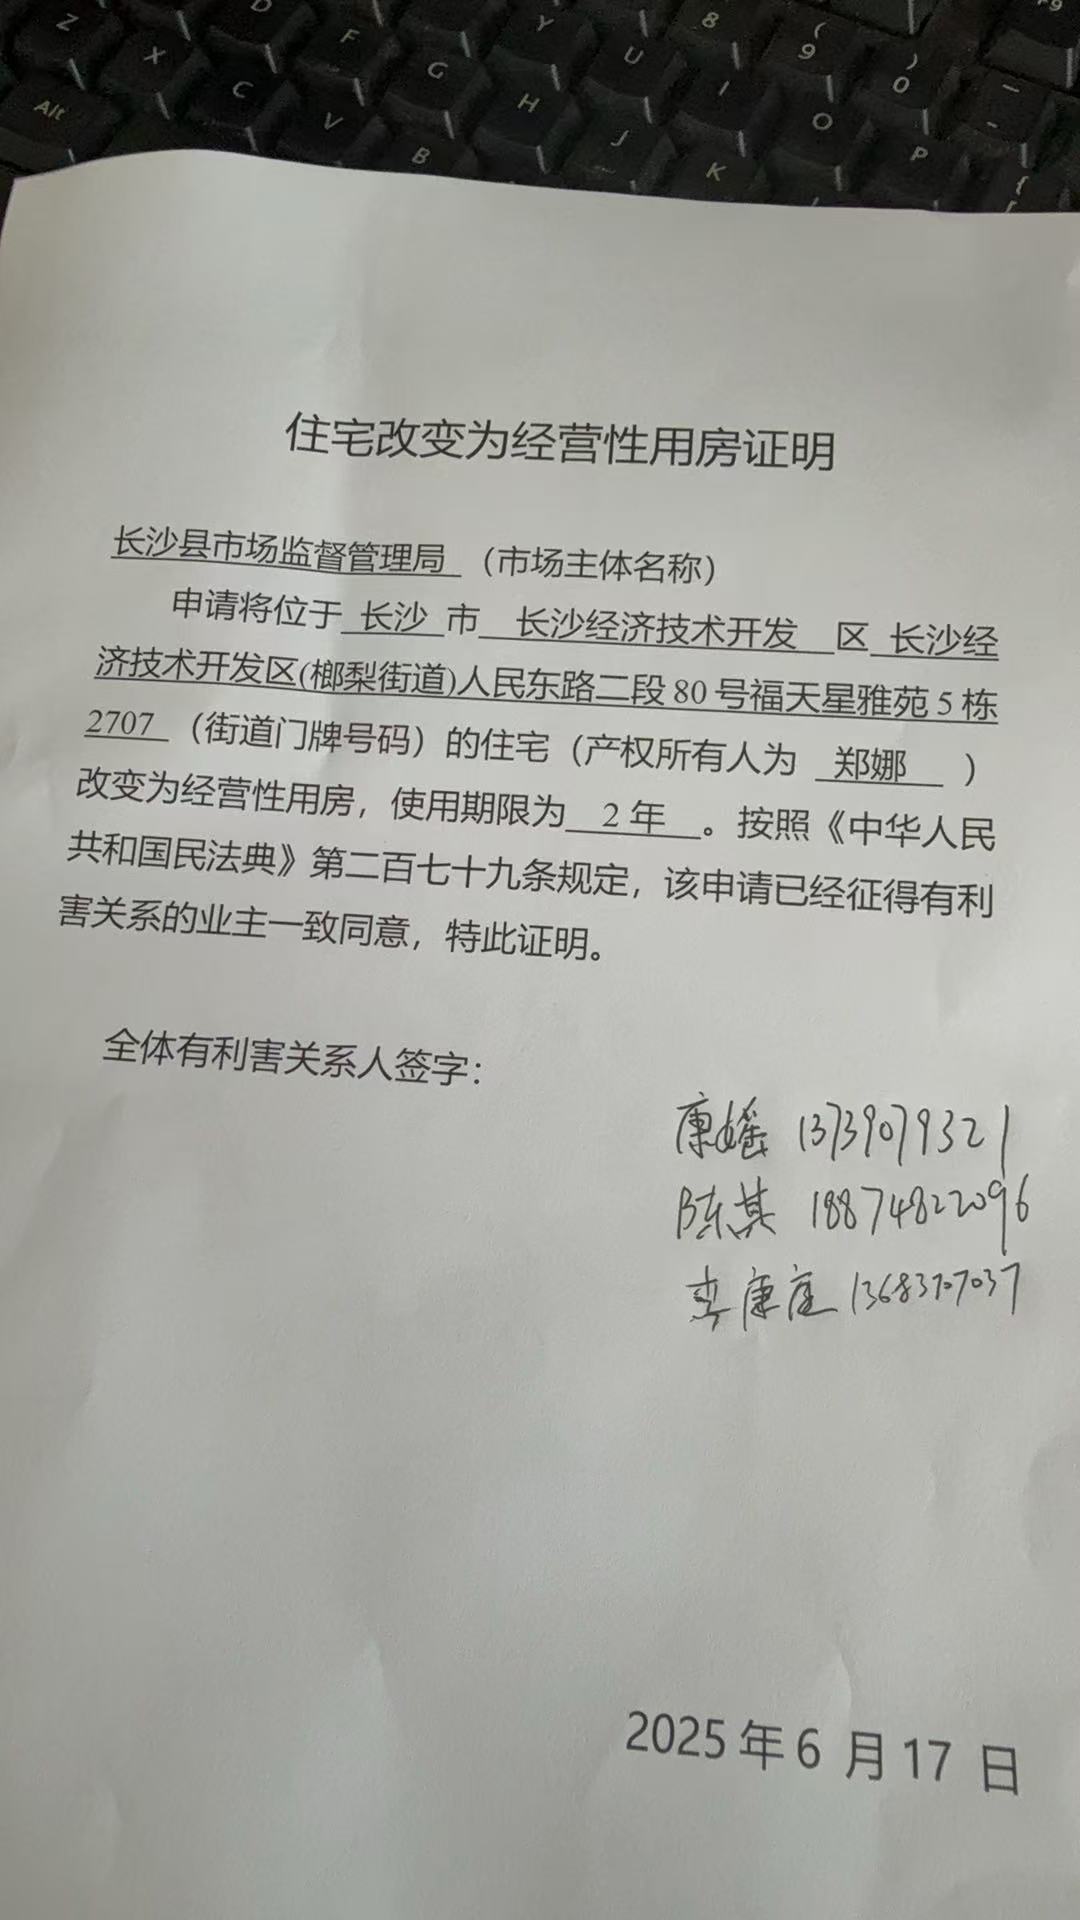 Z X C V B D F G H Y U J K 8 I ( 9 O ) 0 P _ - { [
Alt
住宅改变为经营性用房证明
长沙县市场监督管理局 （市场主体名称）
申请将位于 长沙 市 长沙经济技术开发 区 长沙经
济技术开发区(榔梨街道)人民东路二段 80 号福天星雅苑 5 栋
2707 （街道门牌号码）的住宅（产权所有人为 郑娜 ）
改变为经营性用房，使用期限为 2 年 。按照《中华人民
共和国民法典》第二百七十九条规定，该申请已经征得有利
害关系的业主一致同意，特此证明。
全体有利害关系人签字：
康媱 13739079321
陈其 18874822096
李康庭 13683707037
2025 年 6 月 17 日